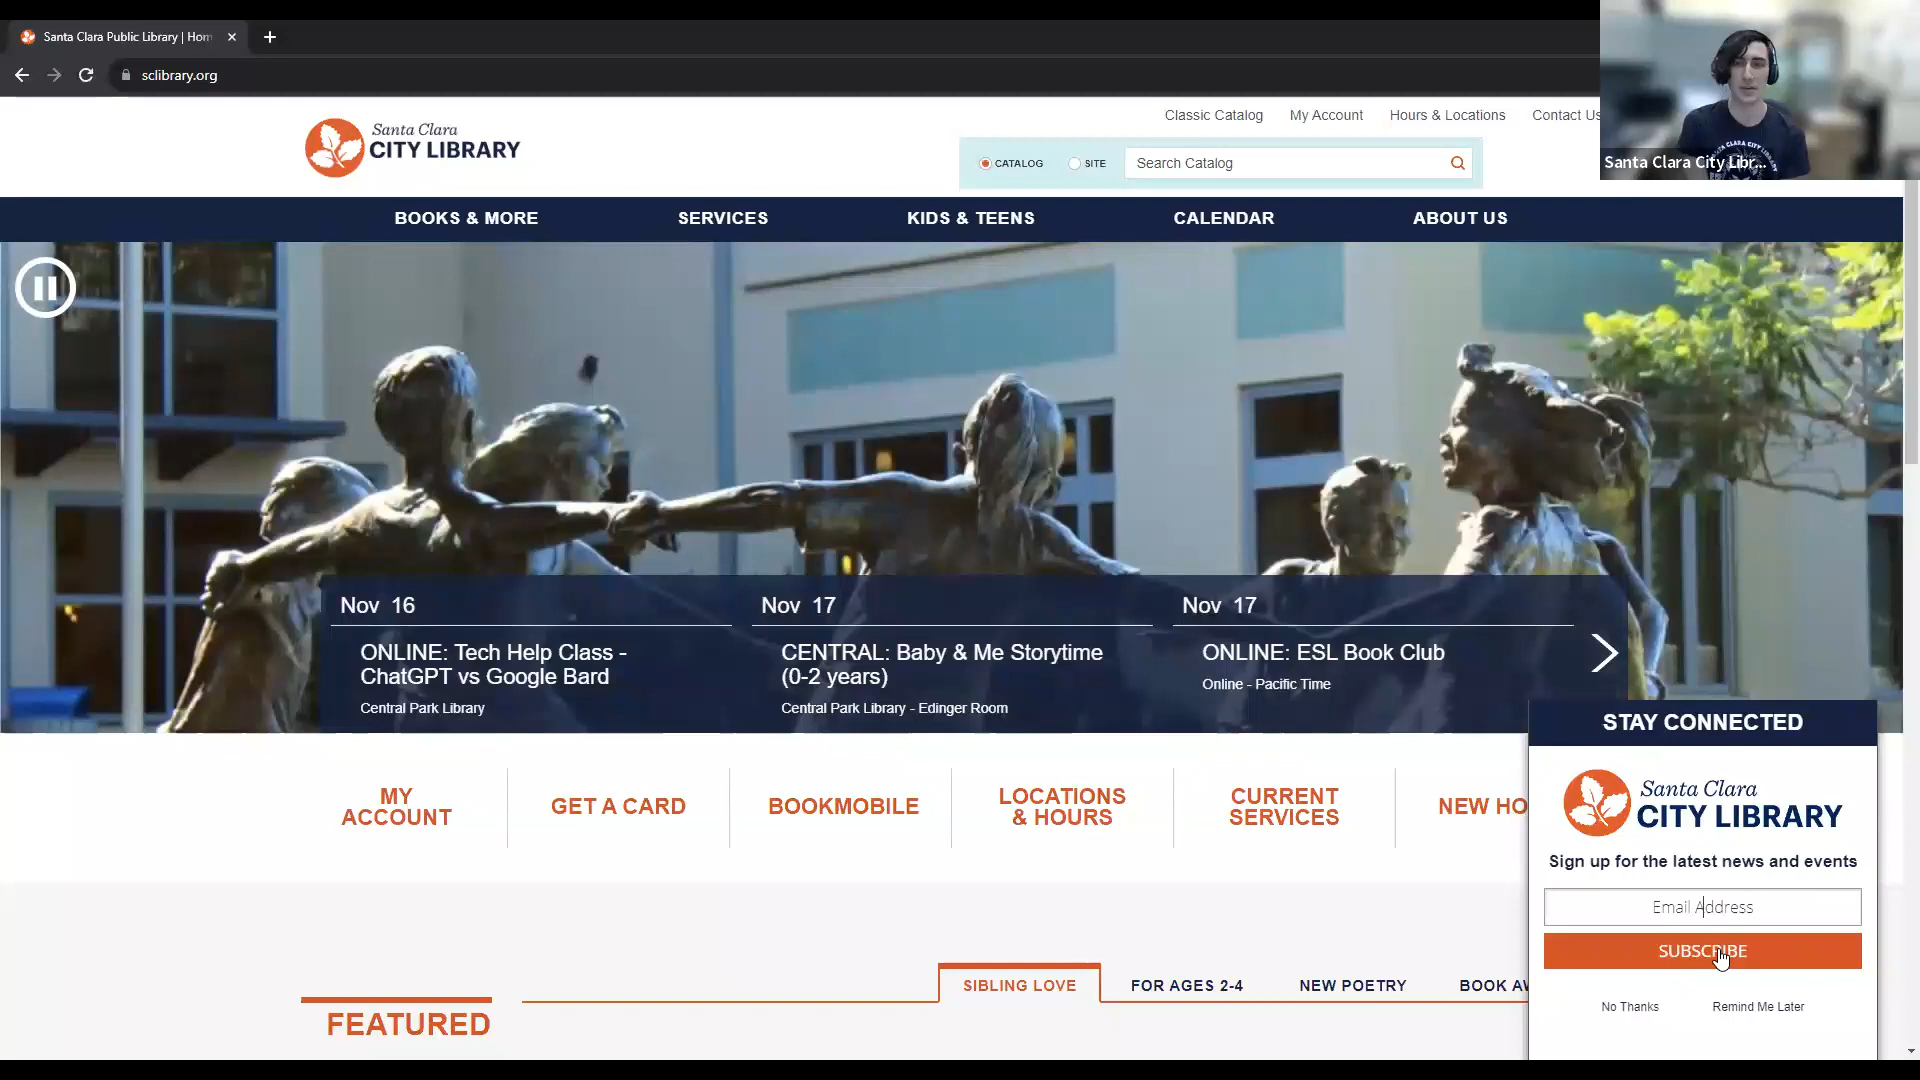 Santa Clara Public Library | Hom
sclibrary.org
Classic Catalog
My Account
Hours & Locations
Contact Us
Santa Clara City Libr...
Santa Clara
CITY LIBRARY
CATALOG
SITE
Search Catalog
BOOKS & MORE
SERVICES
KIDS & TEENS
CALENDAR
ABOUT US
Nov 16
ONLINE: Tech Help Class -
ChatGPT vs Google Bard
Central Park Library
Nov 17
CENTRAL: Baby & Me Storytime
(0-2 years)
Central Park Library - Edinger Room
Nov 17
ONLINE: ESL Book Club
Online - Pacific Time
MY
ACCOUNT
GET A CARD
BOOKMOBILE
LOCATIONS
& HOURS
CURRENT
SERVICES
NEW HO
STAY CONNECTED
Santa Clara
CITY LIBRARY
Sign up for the latest news and events
Email Address
SUBSCRIBE
No Thanks
Remind Me Later
FEATURED
SIBLING LOVE
FOR AGES 2-4
NEW POETRY
BOOK AW